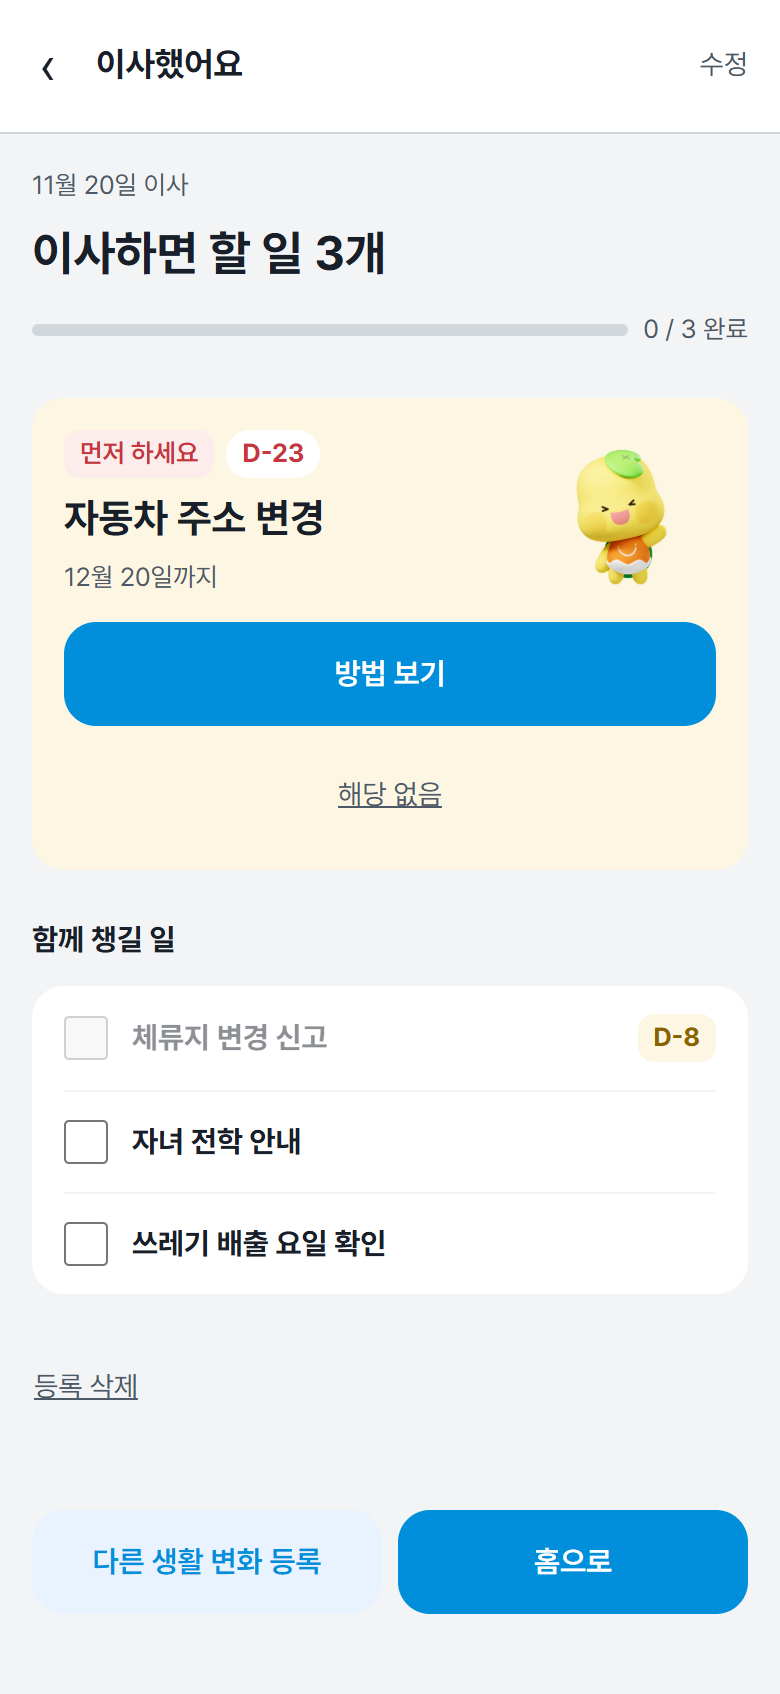 ‹ 이사했어요 수정
11월 20일 이사
이사하면 할 일 3개
0 / 3 완료
먼저 하세요 D-23
자동차 주소 변경
12월 20일까지
방법 보기
해당 없음
함께 챙길 일
체류지 변경 신고 D-8
자녀 전학 안내
쓰레기 배출 요일 확인
등록 삭제
다른 생활 변화 등록 홈으로